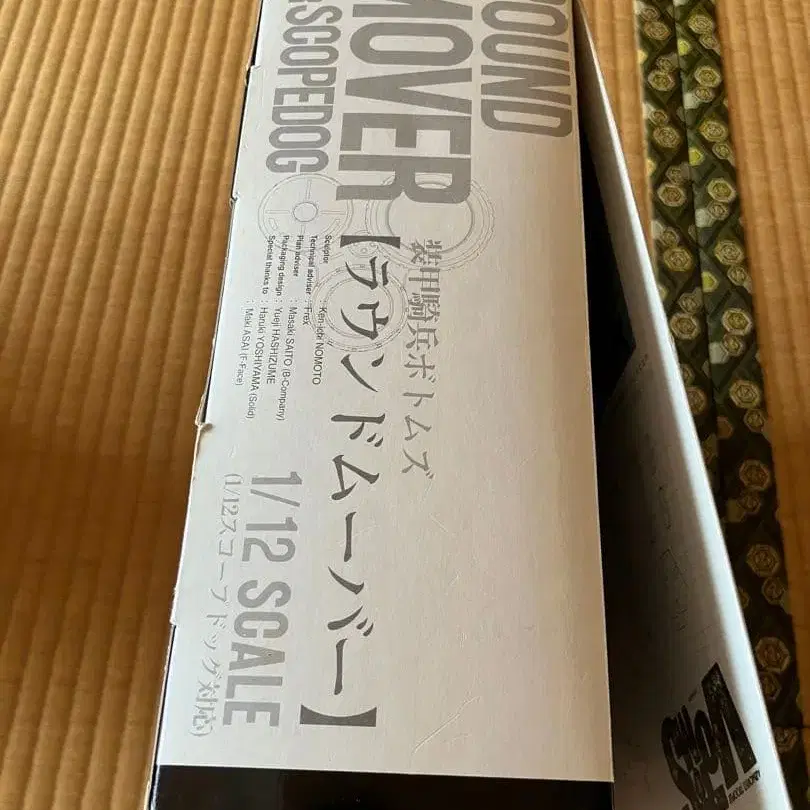 ROUND
MOVER
SCOPEDOG
装甲騎兵ボトムズ
【ラウンドムーバー】
Sculptor : Ken-ichi NOMOTO
Technical adviser : Frex
Plan adviser : Masaki SAITO (B-Company)
Packaging design : Yueji HASHIZUME
Special thanks to : Haruki YOSHIYAMA (Solid)
: Maki ASAI (F-Face)
1/12 SCALE
(1/12スコープドッグ対応)